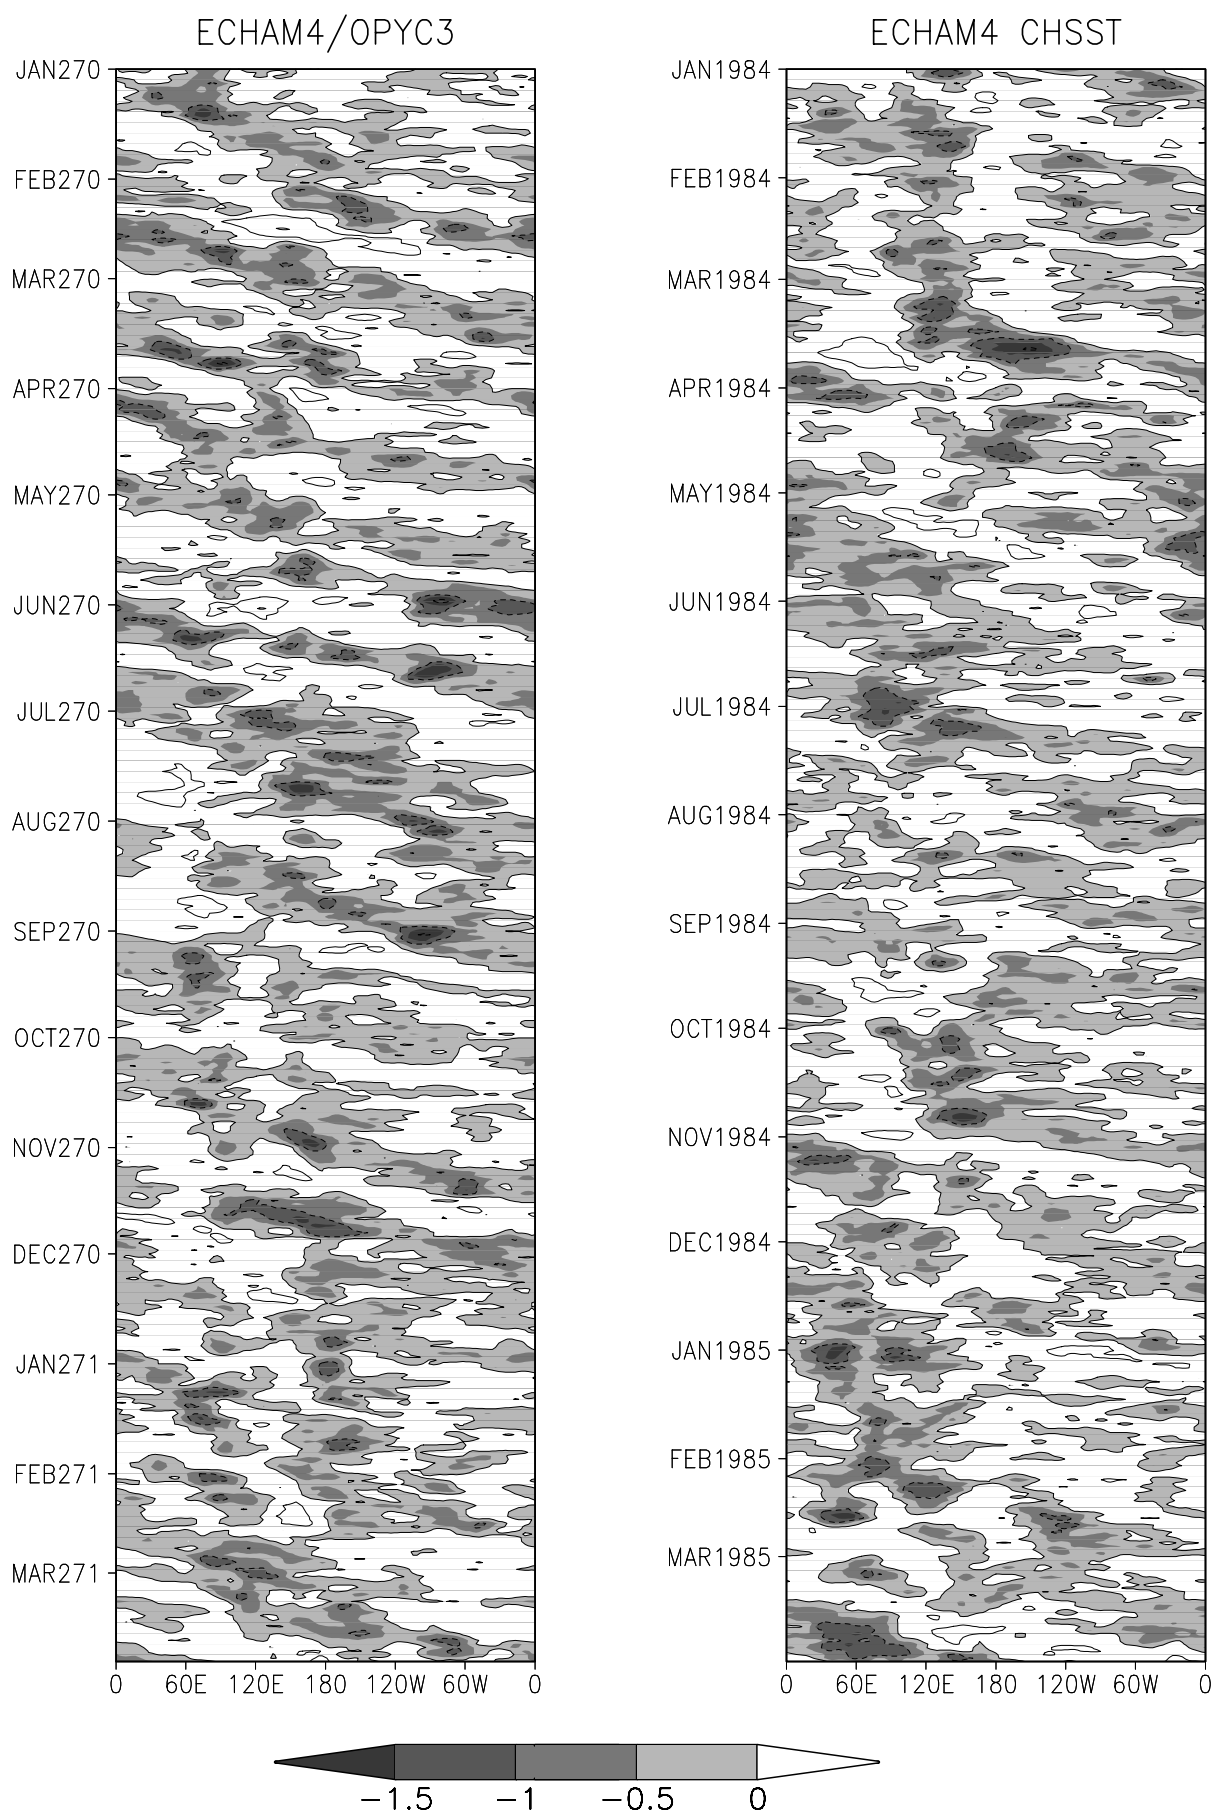 ECHAM4/OPYC3
JAN270
FEB270
MAR270
APR270
MAY270
JUN270
JUL270
AUG270
SEP270
OCT270
NOV270
DEC270
JAN271
FEB271
MAR271
0 60E 120E 180 120W 60W 0
ECHAM4 CHSST
JAN1984
FEB1984
MAR1984
APR1984
MAY1984
JUN1984
JUL1984
AUG1984
SEP1984
OCT1984
NOV1984
DEC1984
JAN1985
FEB1985
MAR1985
0 60E 120E 180 120W 60W 0
−1.5 −1 −0.5 0